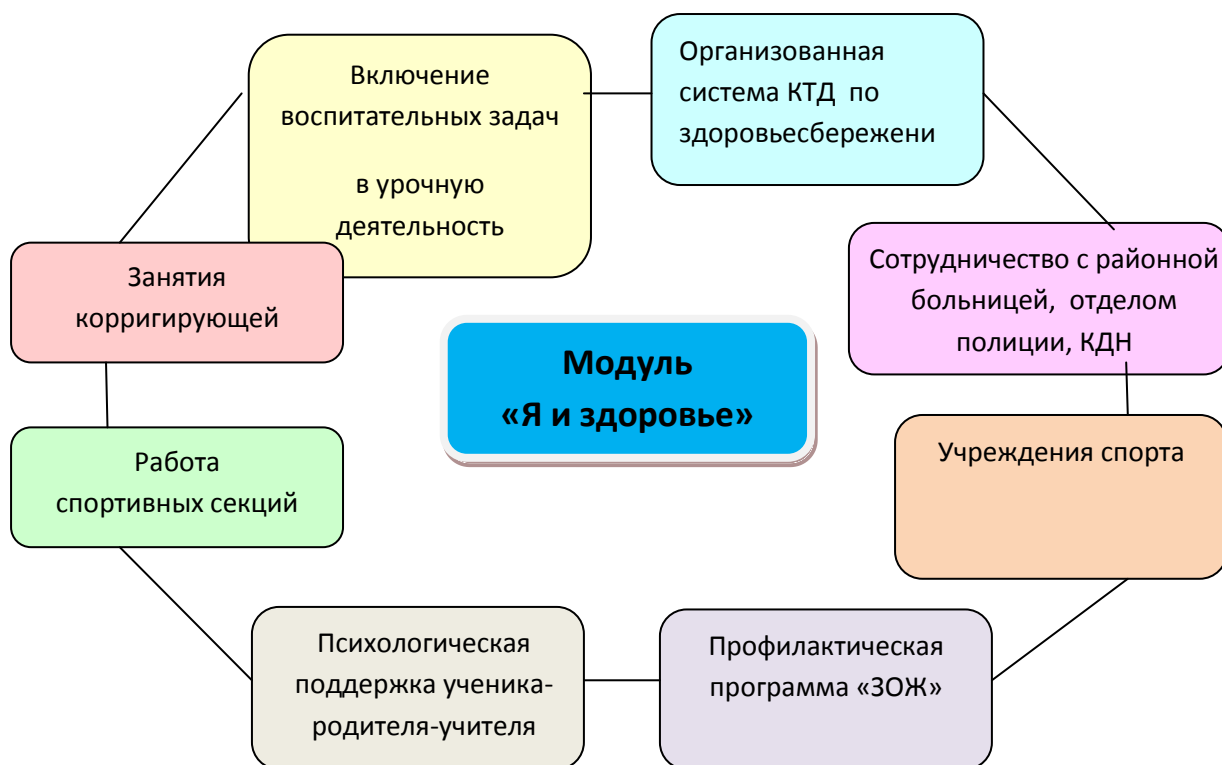 Включение
воспитательных задач
в урочную
деятельность
Организованная
система КТД по
здоровьесбережени
Занятия
корригирующей
Сотрудничество с районной
больницей, отделом
полиции, КДН
Модуль
«Я и здоровье»
Работа
спортивных секций
Учреждения спорта
Психологическая
поддержка ученика-
родителя-учителя
Профилактическая
программа «ЗОЖ»